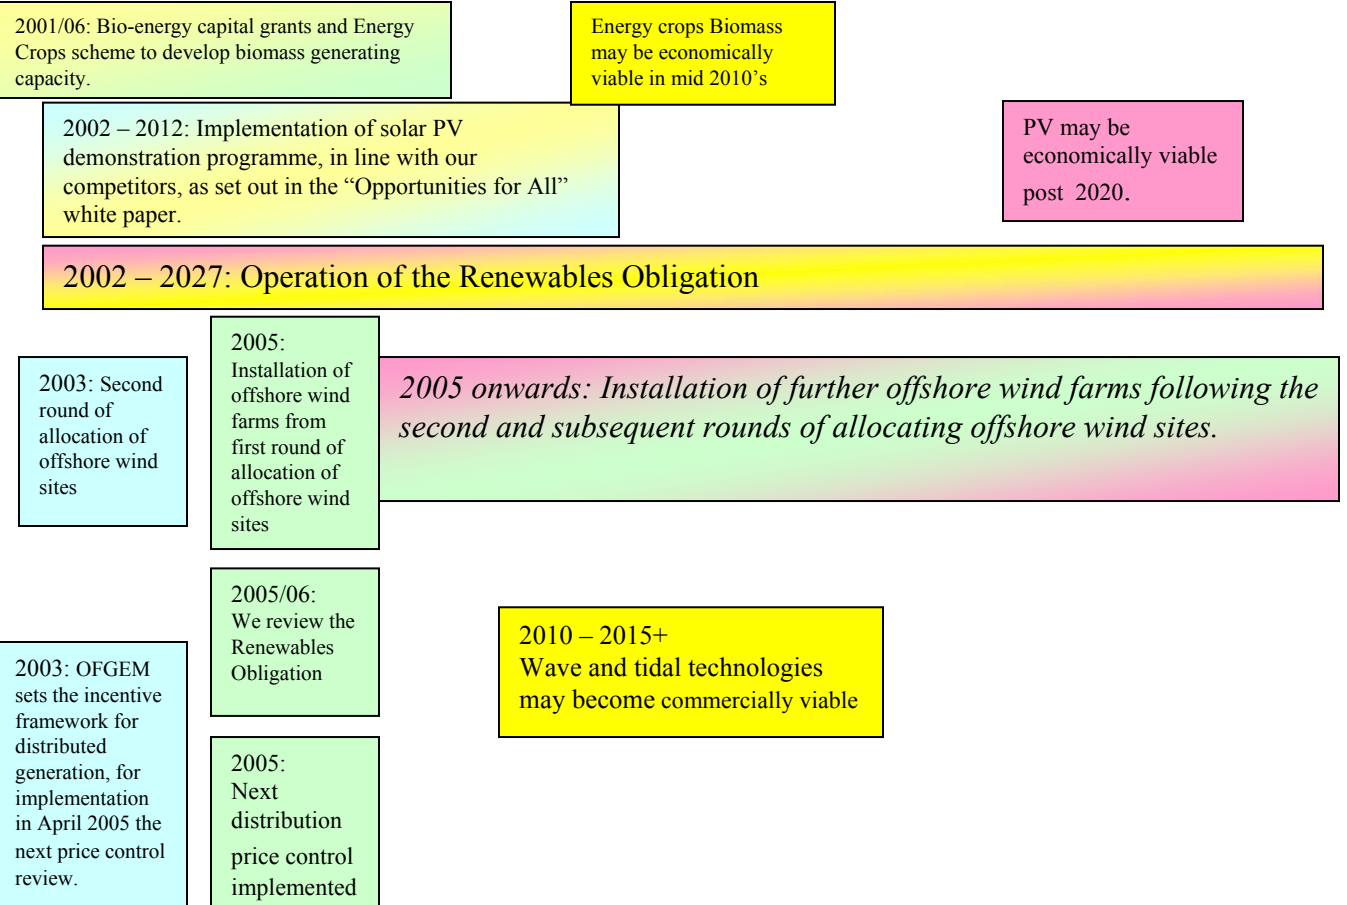 2001/06: Bio-energy capital grants and Energy
Crops scheme to develop biomass generating
capacity.
Energy crops Biomass
may be economically
viable in mid 2010’s
2002 – 2012: Implementation of solar PV
demonstration programme, in line with our
competitors, as set out in the “Opportunities for All”
white paper.
PV may be
economically viable
post 2020.
2002 – 2027: Operation of the Renewables Obligation
2003: Second
round of
allocation of
offshore wind
sites
2005:
Installation of
offshore wind
farms from
first round of
allocation of
offshore wind
sites
2005 onwards: Installation of further offshore wind farms following the
second and subsequent rounds of allocating offshore wind sites.
2005/06:
We review the
Renewables
Obligation
2010 – 2015+
Wave and tidal technologies
may become commercially viable
2003: OFGEM
sets the incentive
framework for
distributed
generation, for
implementation
in April 2005 the
next price control
review.
2005:
Next
distribution
price control
implemented